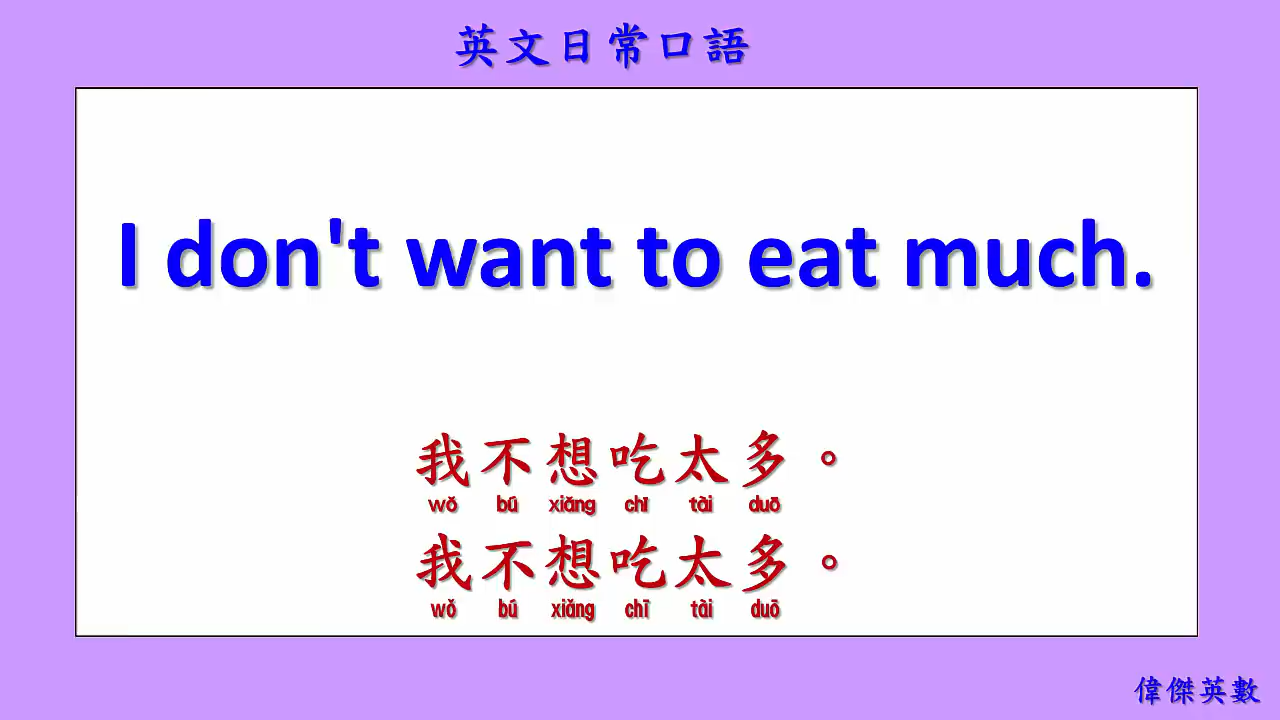 英文日常口語
I don't want to eat much.
我不想吃太多。
wǒ bú xiǎng chī tài duō
我不想吃太多。
wǒ bú xiǎng chī tài duō
偉傑英數